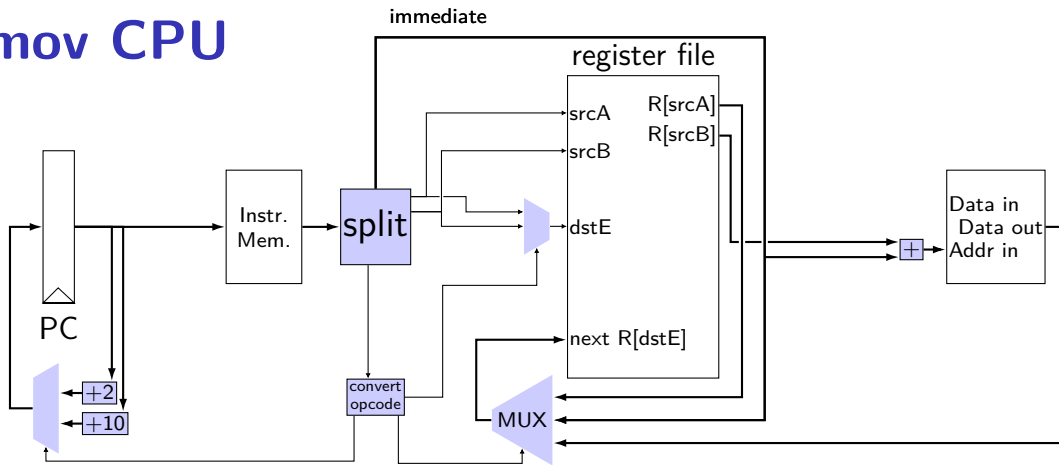 mov CPU
immediate
register file
srcA
R[srcA]
R[srcB]
srcB
Instr.
Mem.
split
dstE
Data in
Data out
Addr in
+
PC
next R[dstE]
+2
+10
convert
opcode
MUX